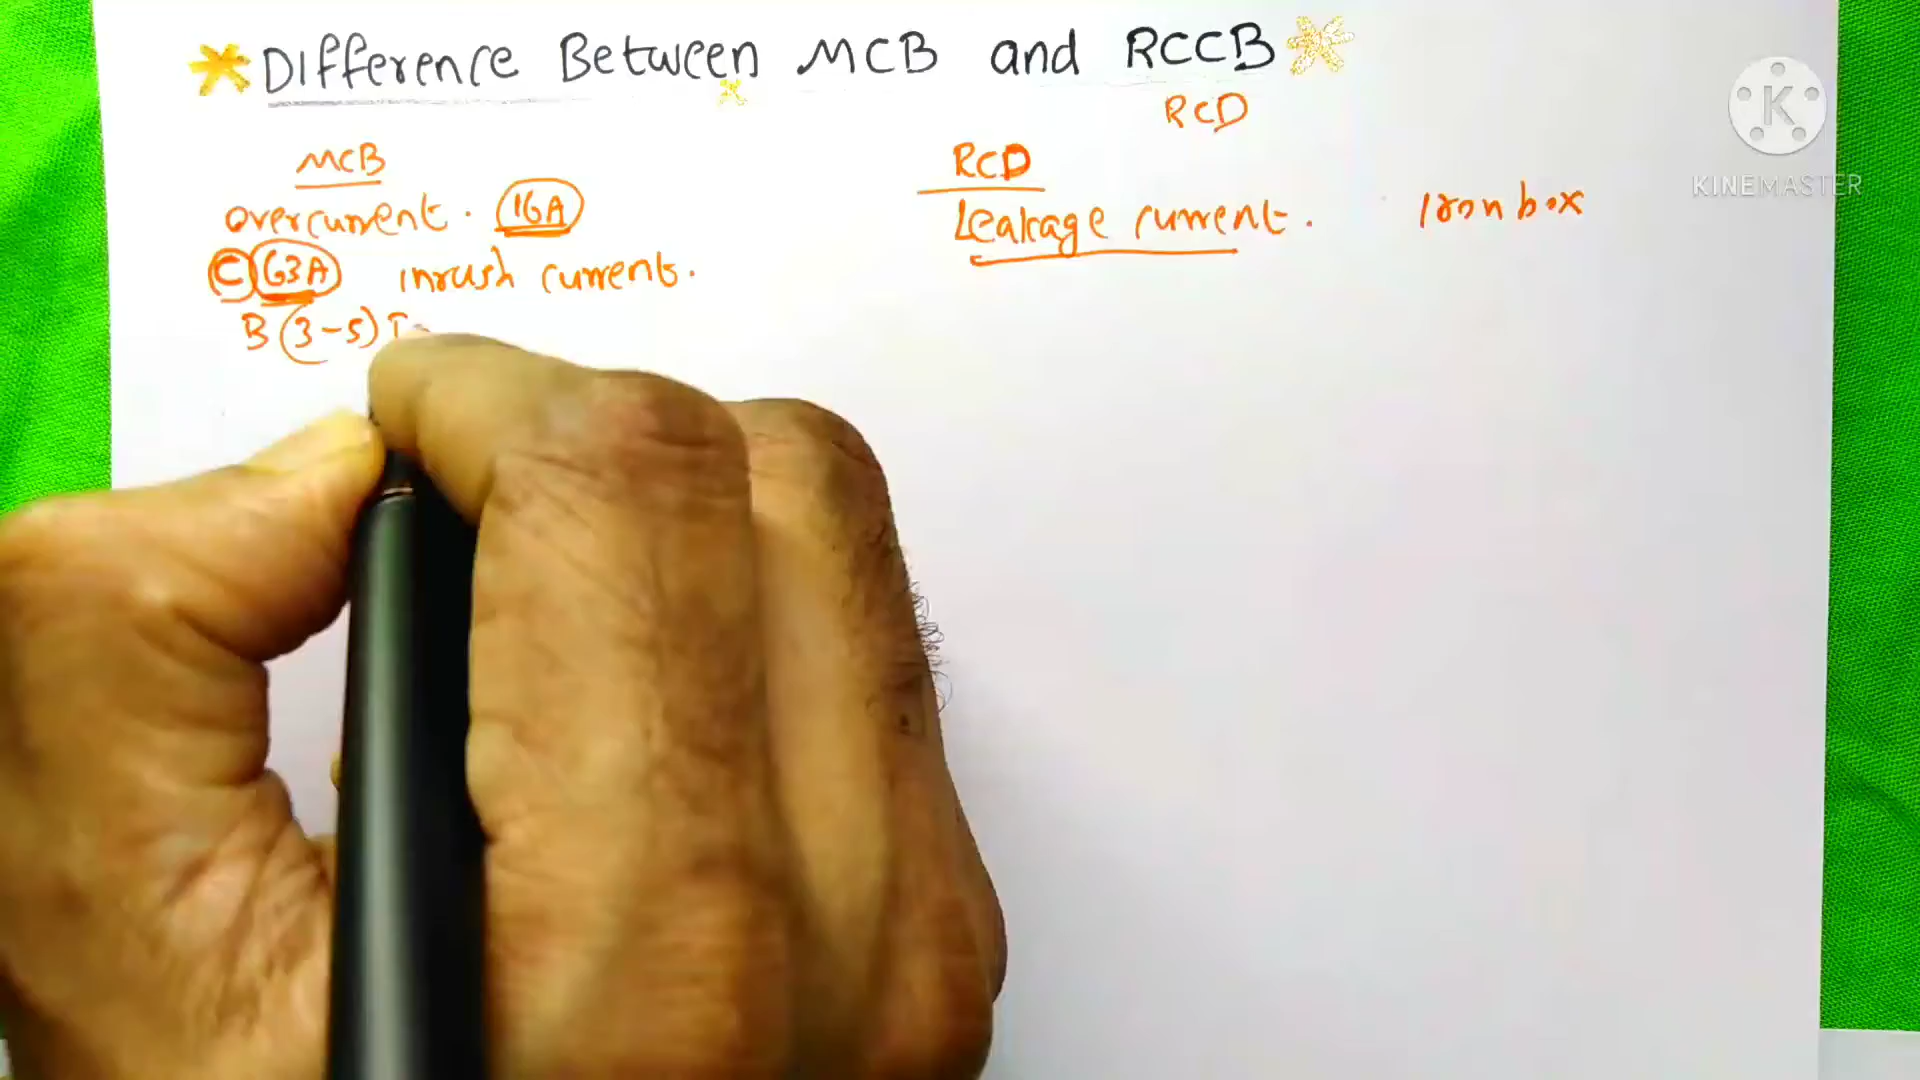 Difference Between MCB and RCCB
RCD
MCB
overcurrent. 16A
C 63A inrush current.
B (3-5) I
RCD
Leakage current. Iron box
K
KINEMASTER